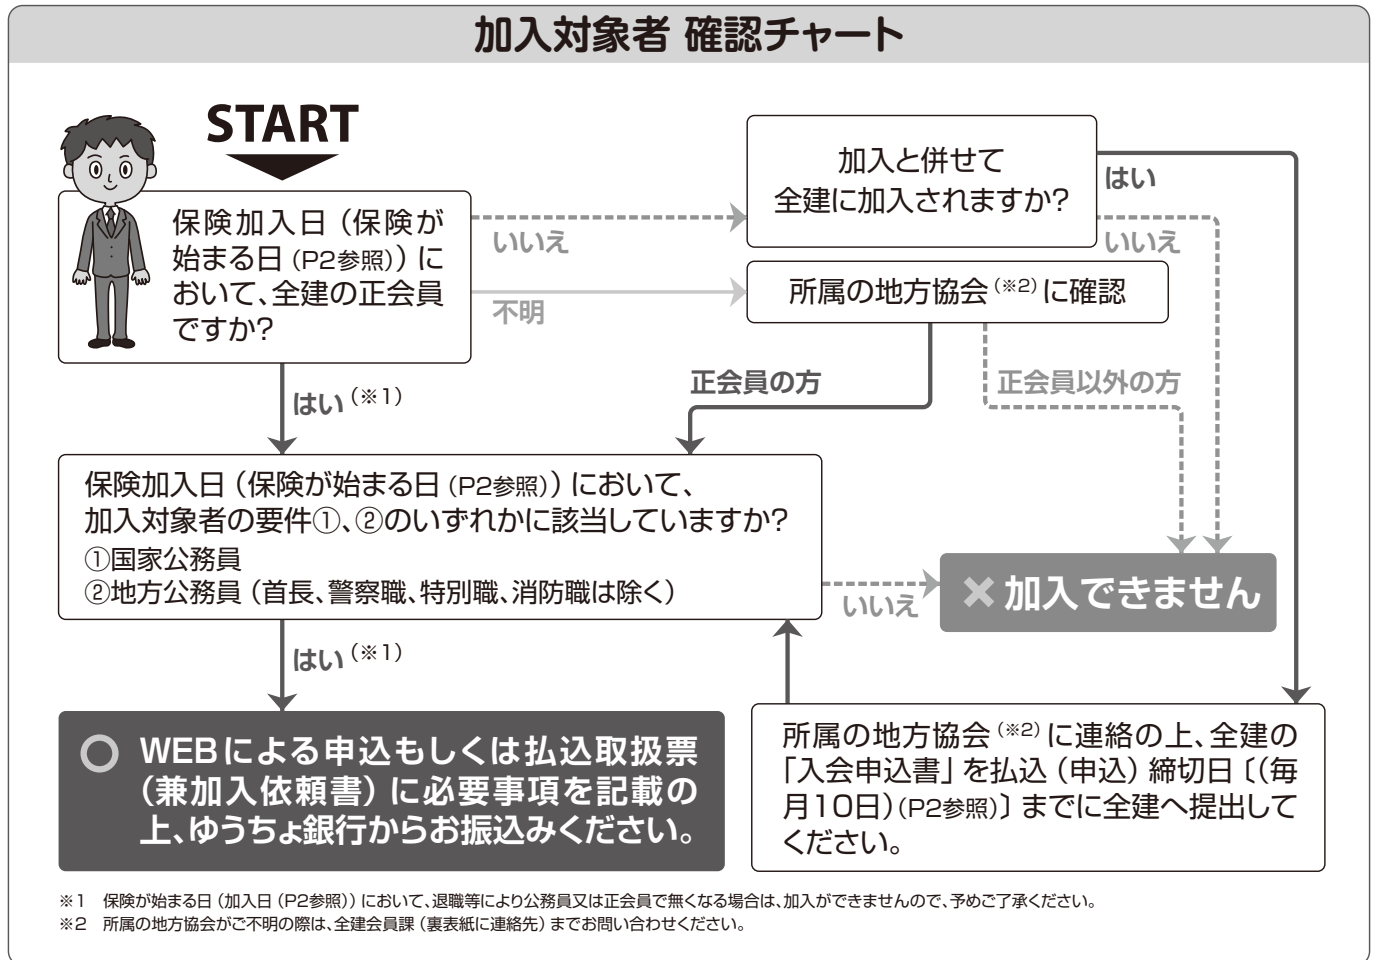 加入対象者 確認チャート
START
保険加入日（保険が
始まる日（P2参照））に
おいて、全建の正会員
ですか?
いいえ
不明
加入と併せて
全建に加入されますか?
はい
いいえ
所属の地方協会（※2）に確認
はい（※1）
正会員の方
正会員以外の方
保険加入日（保険が始まる日（P2参照））において、
加入対象者の要件①、②のいずれかに該当していますか?
①国家公務員
②地方公務員（首長、警察職、特別職、消防職は除く）
いいえ
× 加入できません
はい（※1）
○ WEBによる申込もしくは払込取扱票
（兼加入依頼書）に必要事項を記載の
上、ゆうちょ銀行からお振込みください。
所属の地方協会（※2）に連絡の上、全建の
「入会申込書」を払込（申込）締切日〔（毎
月10日）（P2参照）〕までに全建へ提出して
ください。
※1 保険が始まる日（加入日（P2参照））において、退職等により公務員又は正会員で無くなる場合は、加入ができませんので、予めご了承ください。
※2 所属の地方協会がご不明の際は、全建会員課（裏表紙に連絡先）までお問い合わせください。